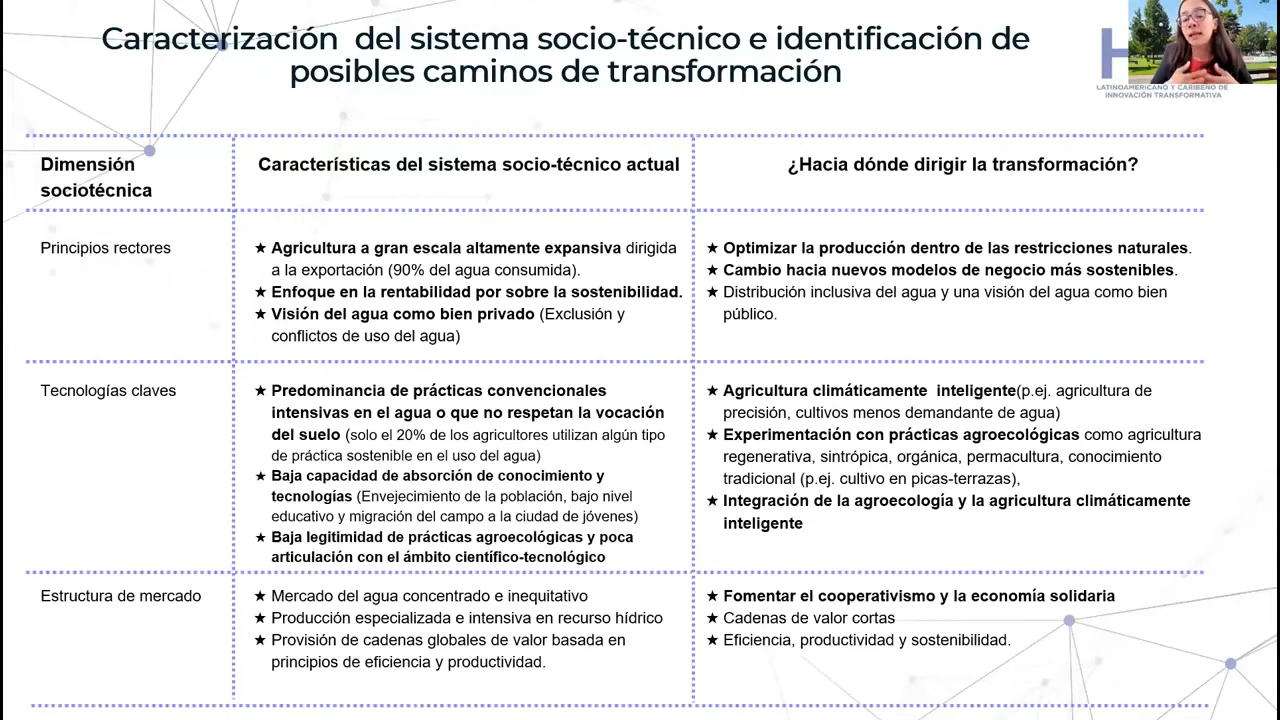 Caracterización del sistema socio-técnico e identificación de
posibles caminos de transformación
H
LATINOAMERICANO Y CARIBEÑO DE
INNOVACIÓN TRANSFORMATIVA
Dimensión
sociotécnica
Características del sistema socio-técnico actual
¿Hacia dónde dirigir la transformación?
Principios rectores
★ Agricultura a gran escala altamente expansiva dirigida
a la exportación (90% del agua consumida).
★ Enfoque en la rentabilidad por sobre la sostenibilidad.
★ Visión del agua como bien privado (Exclusión y
conflictos de uso del agua)
★ Optimizar la producción dentro de las restricciones naturales.
★ Cambio hacia nuevos modelos de negocio más sostenibles.
★ Distribución inclusiva del agua y una visión del agua como bien
público.
Tecnologías claves
★ Predominancia de prácticas convencionales
intensivas en el agua o que no respetan la vocación
del suelo (solo el 20% de los agricultores utilizan algún tipo
de práctica sostenible en el uso del agua)
★ Baja capacidad de absorción de conocimiento y
tecnologías (Envejecimiento de la población, bajo nivel
educativo y migración del campo a la ciudad de jóvenes)
★ Baja legitimidad de prácticas agroecológicas y poca
articulación con el ámbito científico-tecnológico
★ Agricultura climáticamente inteligente(p.ej. agricultura de
precisión, cultivos menos demandante de agua)
★ Experimentación con prácticas agroecológicas como agricultura
regenerativa, sintrópica, orgánica, permacultura, conocimiento
tradicional (p.ej. cultivo en picas-terrazas),
★ Integración de la agroecología y la agricultura climáticamente
inteligente
Estructura de mercado
★ Mercado del agua concentrado e inequitativo
★ Producción especializada e intensiva en recurso hídrico
★ Provisión de cadenas globales de valor basada en
principios de eficiencia y productividad.
★ Fomentar el cooperativismo y la economía solidaria
★ Cadenas de valor cortas
★ Eficiencia, productividad y sostenibilidad.